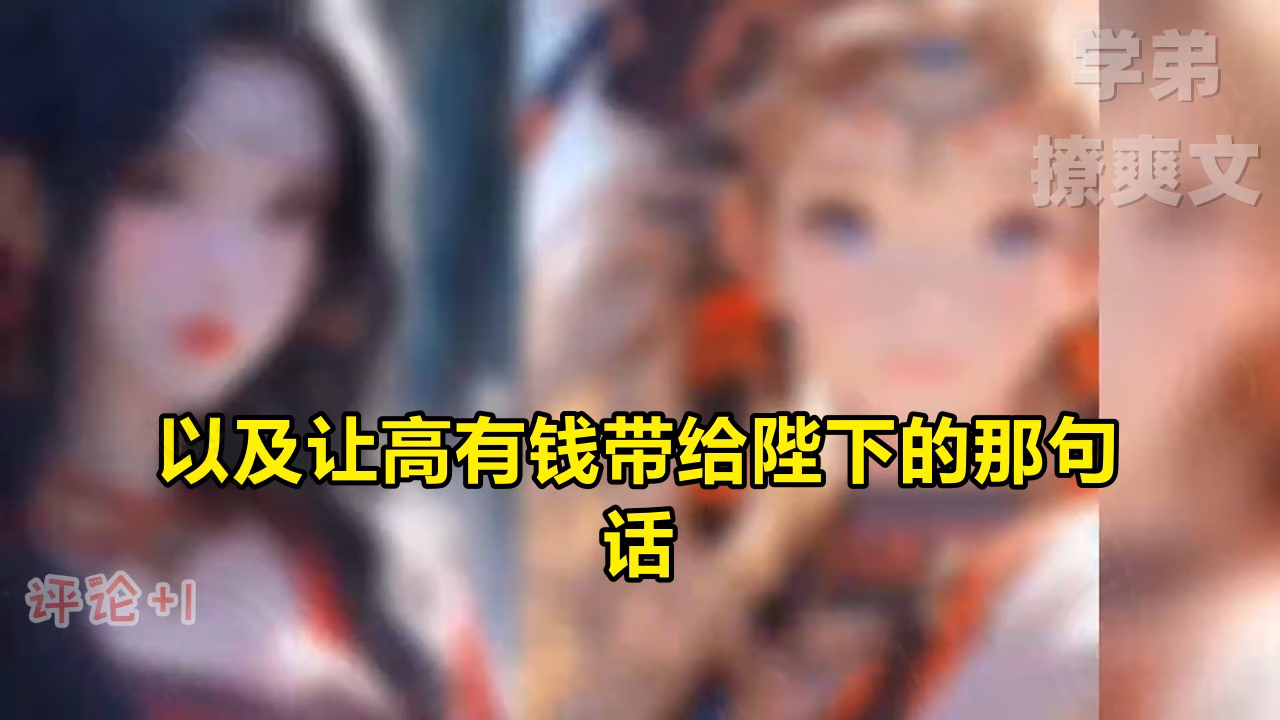 学弟
撩爽文
以及让高有钱带给陛下的那句
话
评论+1